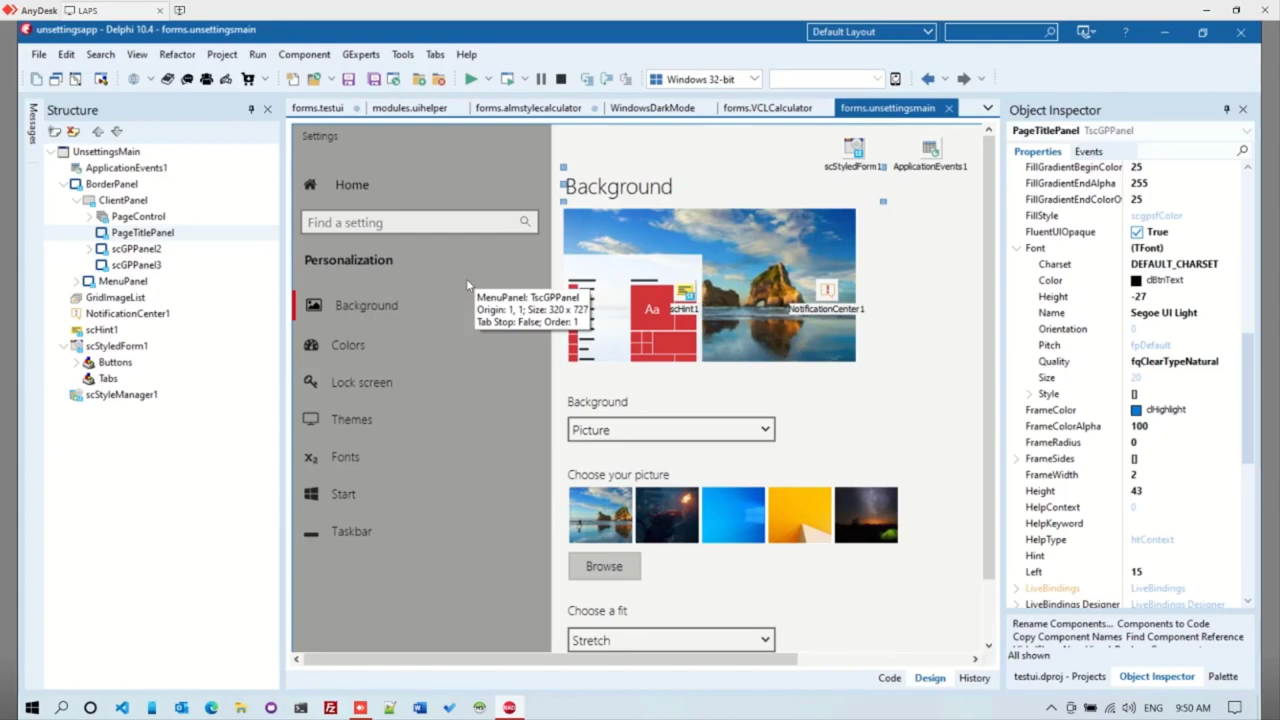 AnyDesk LAPS
unsettingsapp - Delphi 10.4 - forms.unsettingsmain
Default Layout
?
File Edit Search View Refactor Project Run Component GExperts Tools Tabs Help
Windows 32-bit
Messages
Structure
UnsettingsMain
ApplicationEvents1
BorderPanel
ClientPanel
PageControl
PageTitlePanel
scGPPanel2
scGPPanel3
MenuPanel
GridImageList
NotificationCenter1
scHint1
scStyledForm1
Buttons
Tabs
scStyleManager1
forms.testui modules.uihelper forms.almstylecalculator WindowsDarkMode forms.VCLCalculator forms.unsettingsmain
Settings
Home
Find a setting
Personalization
Background
Colors
Lock screen
Themes
Fonts
Start
Taskbar
MenuPanel: TscGPPanel
Origin: 1, 1; Size: 320 x 727
Tab Stop: False; Order: 1
scStyledForm1 ApplicationEvents1
Background
Aa
scHint1
NotificationCenter1
Background
Picture
Choose your picture
Browse
Choose a fit
Stretch
Code Design History
Object Inspector
PageTitlePanel TscGPPanel
Properties Events
FillGradientBeginColor 25
FillGradientEndAlpha 255
FillGradientEndColorO 25
FillStyle scgpsfColor
FluentUIOpaque True
Font (TFont)
Charset DEFAULT_CHARSET
Color clBtnText
Height -27
Name Segoe UI Light
Orientation 0
Pitch fpDefault
Quality fqClearTypeNatural
Size 20
Style []
FrameColor clHighlight
FrameColorAlpha 100
FrameRadius 0
FrameSides []
FrameWidth 2
Height 43
HelpContext 0
HelpKeyword
HelpType htContext
Hint
Left 15
LiveBindings LiveBindings
LiveBindings Designer LiveBindings Designer
Rename Components... Components to Code
Copy Component Names Find Component Reference
All shown
testui.dproj - Projects Object Inspector Palette
ENG 9:50 AM